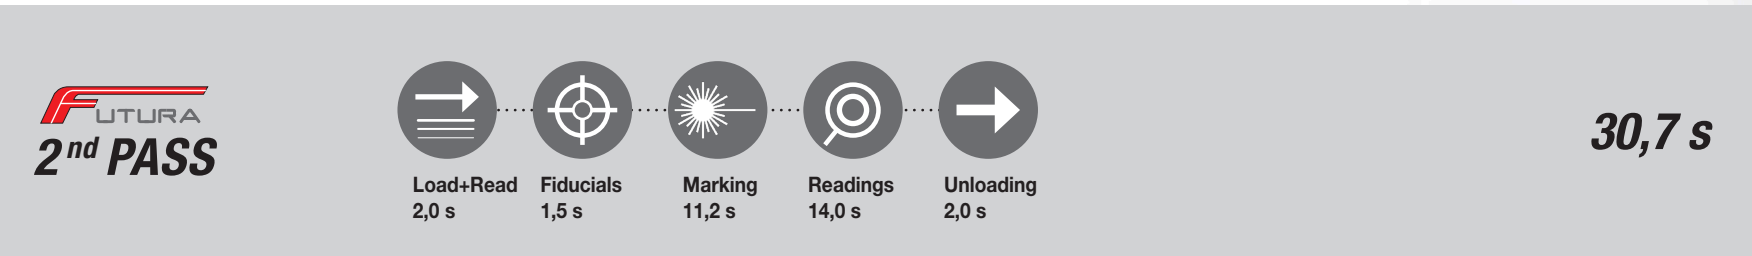 FUTURA
2nd PASS
Load+Read Fiducials Marking Readings Unloading
2,0 s 1,5 s 11,2 s 14,0 s 2,0 s
30,7 s